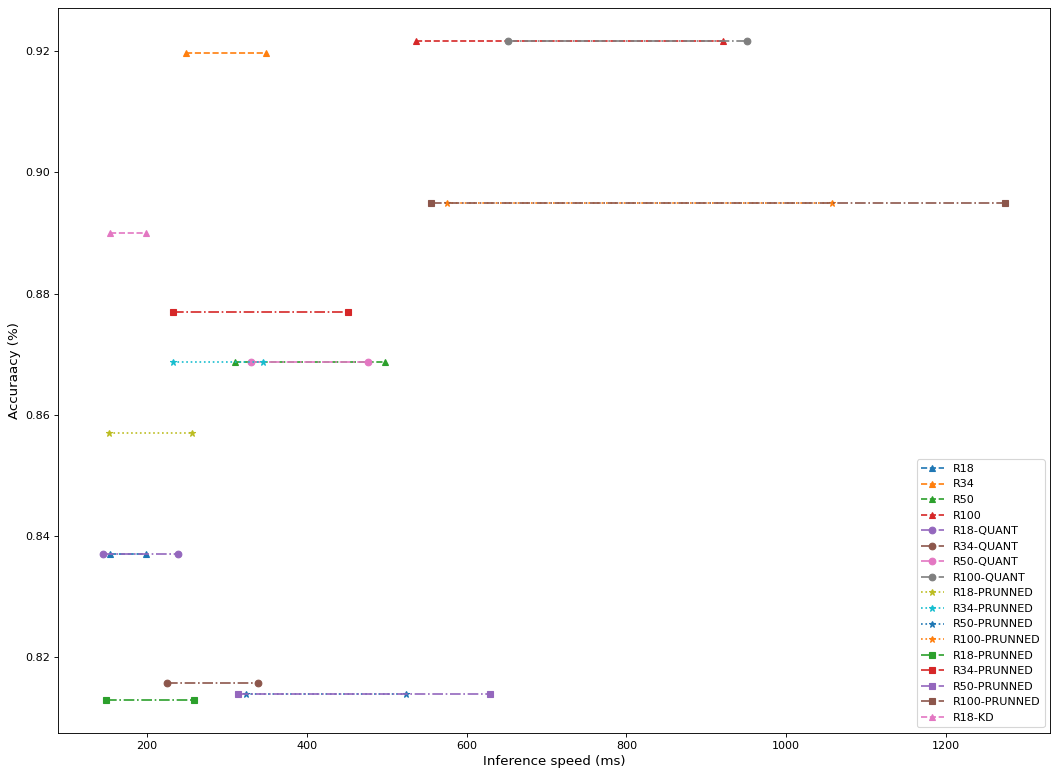 0.92
0.90
0.88
0.86
0.84
0.82
Accuraacy (%)
200
400
600
800
1000
1200
Inference speed (ms)
R18
R34
R50
R100
R18-QUANT
R34-QUANT
R50-QUANT
R100-QUANT
R18-PRUNNED
R34-PRUNNED
R50-PRUNNED
R100-PRUNNED
R18-PRUNNED
R34-PRUNNED
R50-PRUNNED
R100-PRUNNED
R18-KD